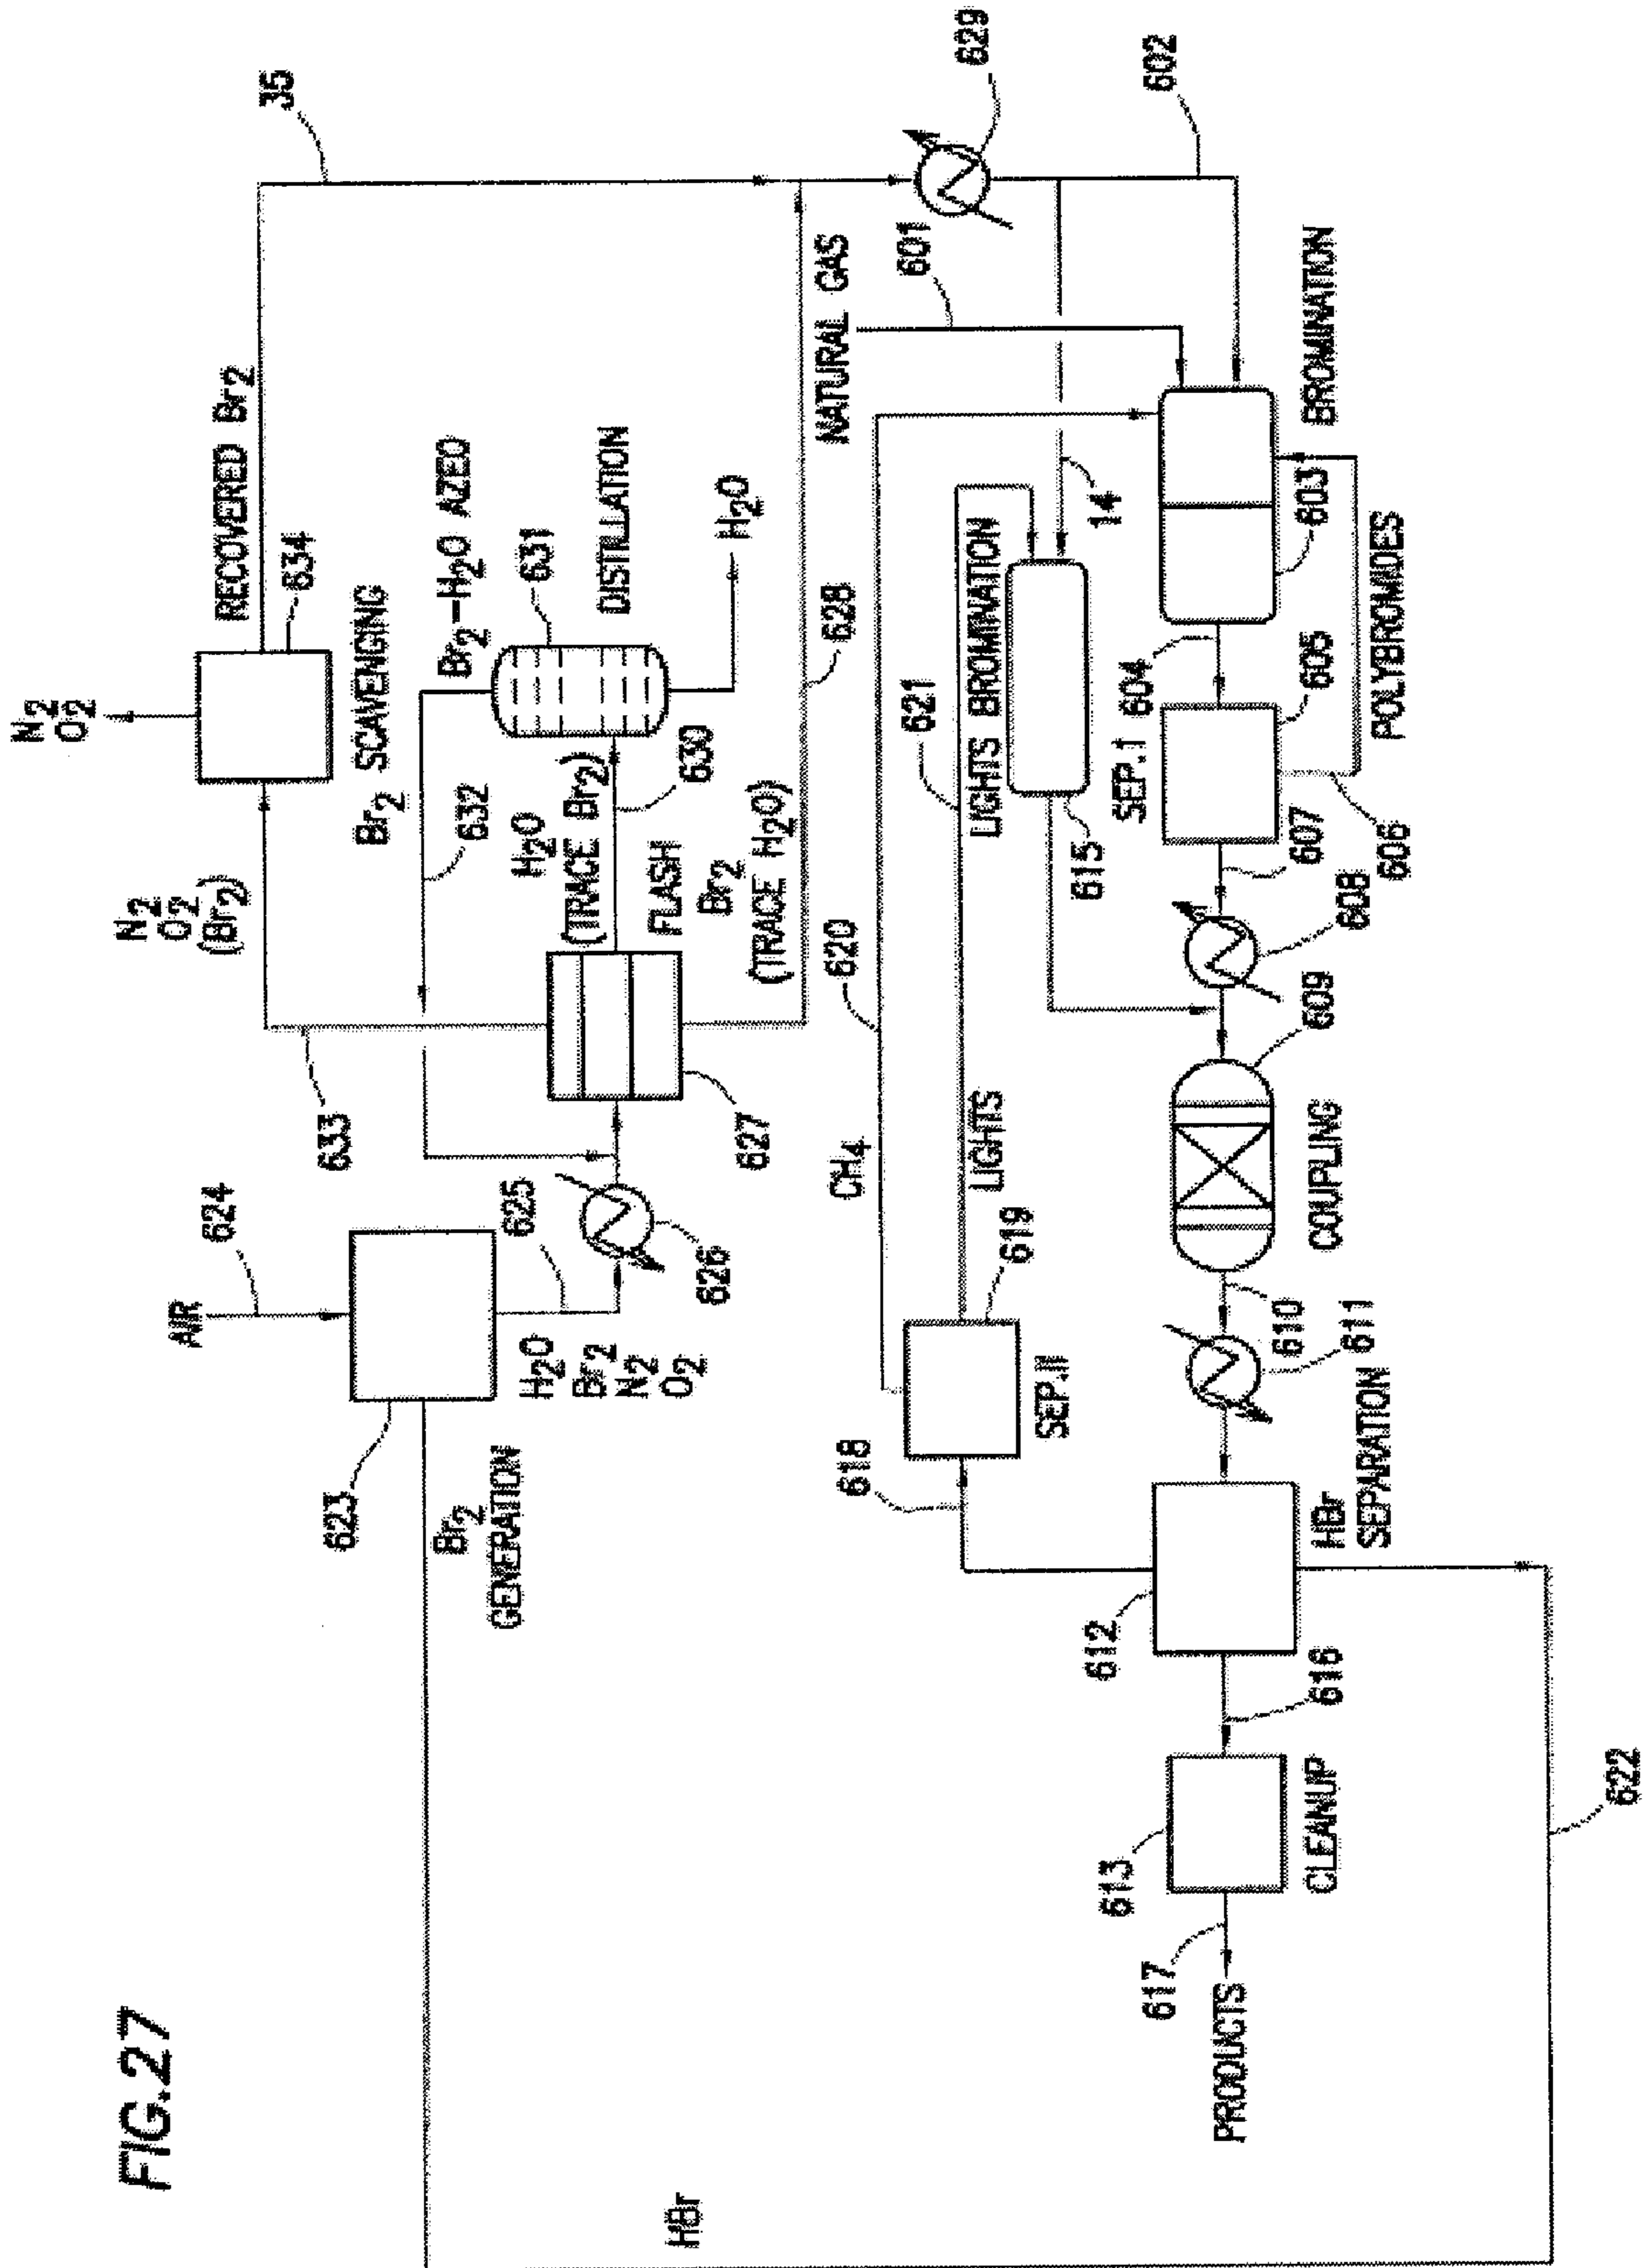 FIG.27
AIR
624
623
Br2
GENERATION
625
H2O
Br2
N2
O2
626
633
N2
O2
(Br2)
N2
O2
634
RECOVERED Br2
35
Br2 SCAVENGING
632
Br2-H2O AZEO
631
DISTILLATION
H2O
H2O
(TRACE Br2)
630
FLASH
627
Br2
(TRACE H2O)
628
629
NATURAL GAS
601
602
14
BROMINATION
603
604
SEP.I
605
POLYBROMIDES
606
607
608
609
COUPLING
610
611
LIGHTS BROMINATION
615
621
LIGHTS
620
CH4
619
SEP.II
618
612
HBr
SEPARATION
616
613
CLEANUP
617
PRODUCTS
622
HBr